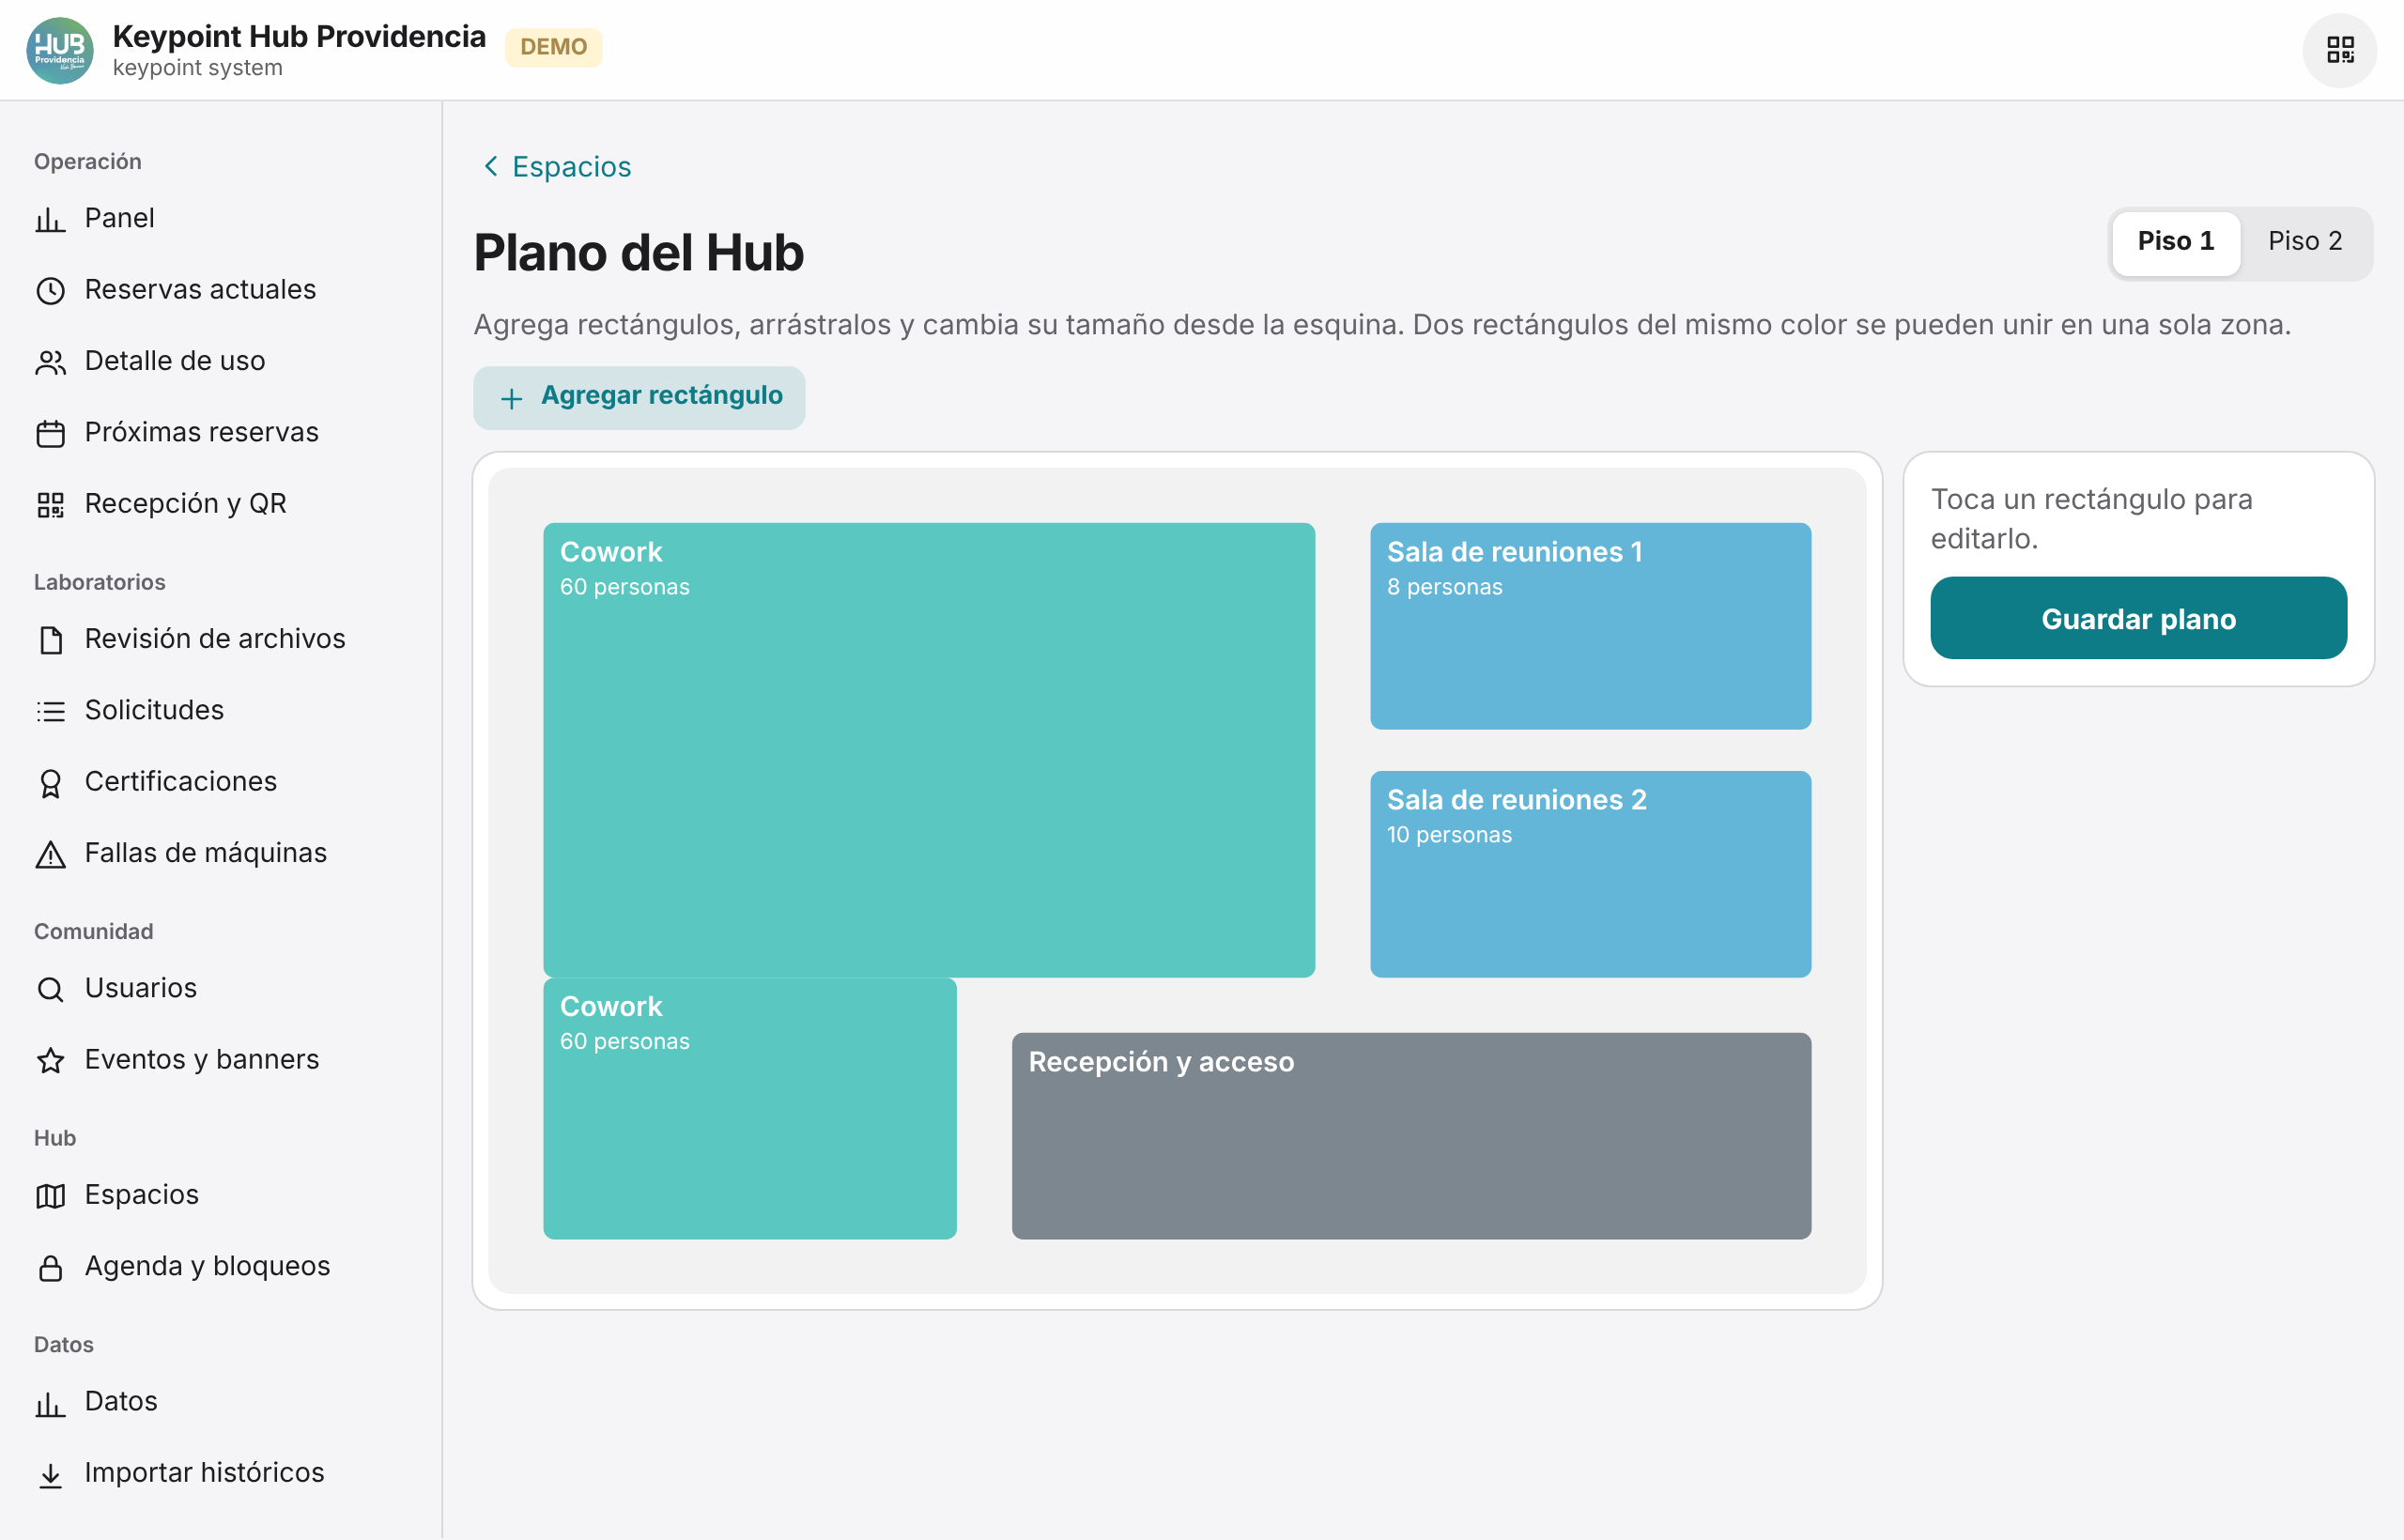 HUB
Providencia
Keypoint Hub Providencia
DEMO
keypoint system
Operación
Panel
Reservas actuales
Detalle de uso
Próximas reservas
Recepción y QR
Laboratorios
Revisión de archivos
Solicitudes
Certificaciones
Fallas de máquinas
Comunidad
Usuarios
Eventos y banners
Hub
Espacios
Agenda y bloqueos
Datos
Datos
Importar históricos
Espacios
Plano del Hub
Piso 1
Piso 2
Agrega rectángulos, arrástralos y cambia su tamaño desde la esquina. Dos rectángulos del mismo color se pueden unir en una sola zona.
Agregar rectángulo
Cowork
60 personas
Sala de reuniones 1
8 personas
Sala de reuniones 2
10 personas
Cowork
60 personas
Recepción y acceso
Toca un rectángulo para
editarlo.
Guardar plano